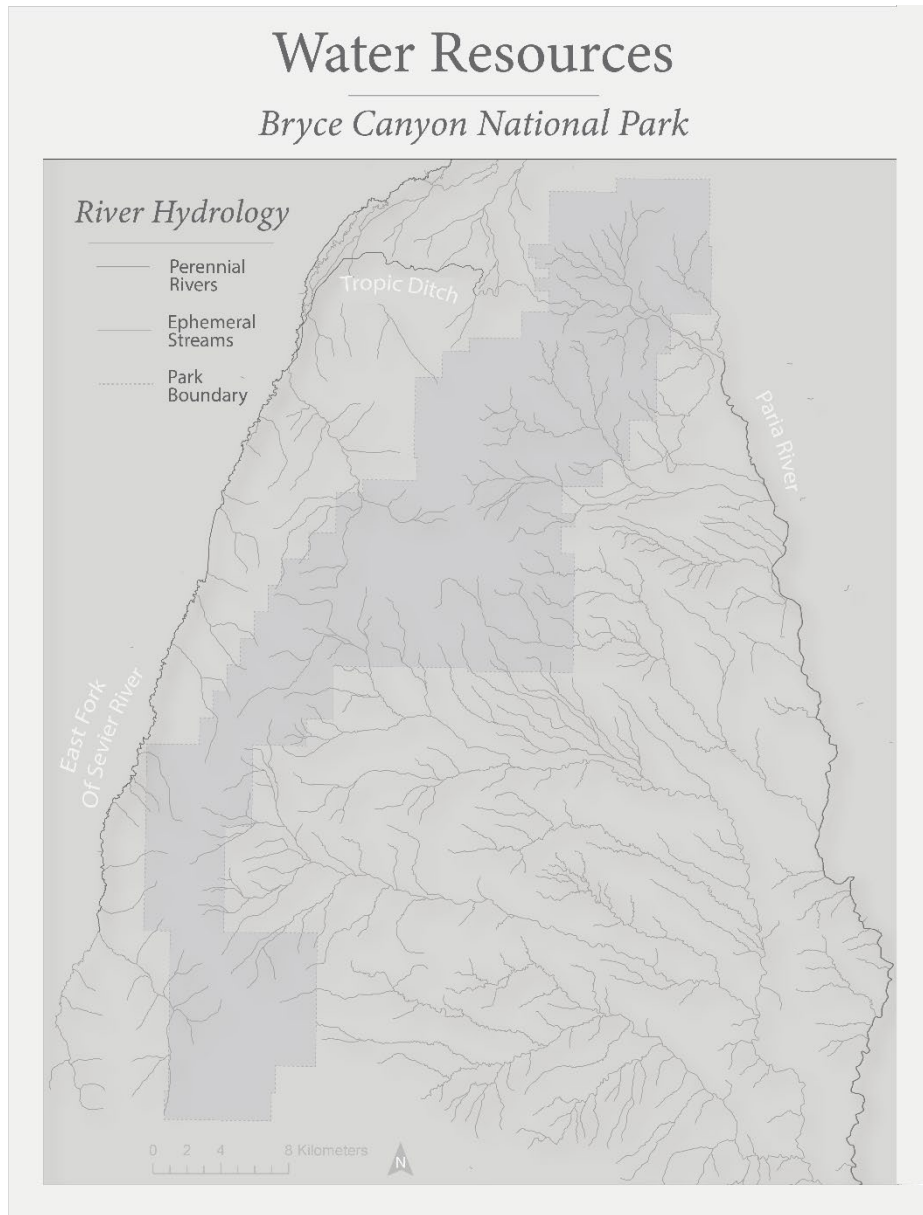 Water Resources
Bryce Canyon National Park
River Hydrology
Perennial
Rivers
Ephemeral
Streams
Park
Boundary
Tropic Ditch
Paria River
East Fork
Of Sevier River
0 2 4 8 Kilometers
N